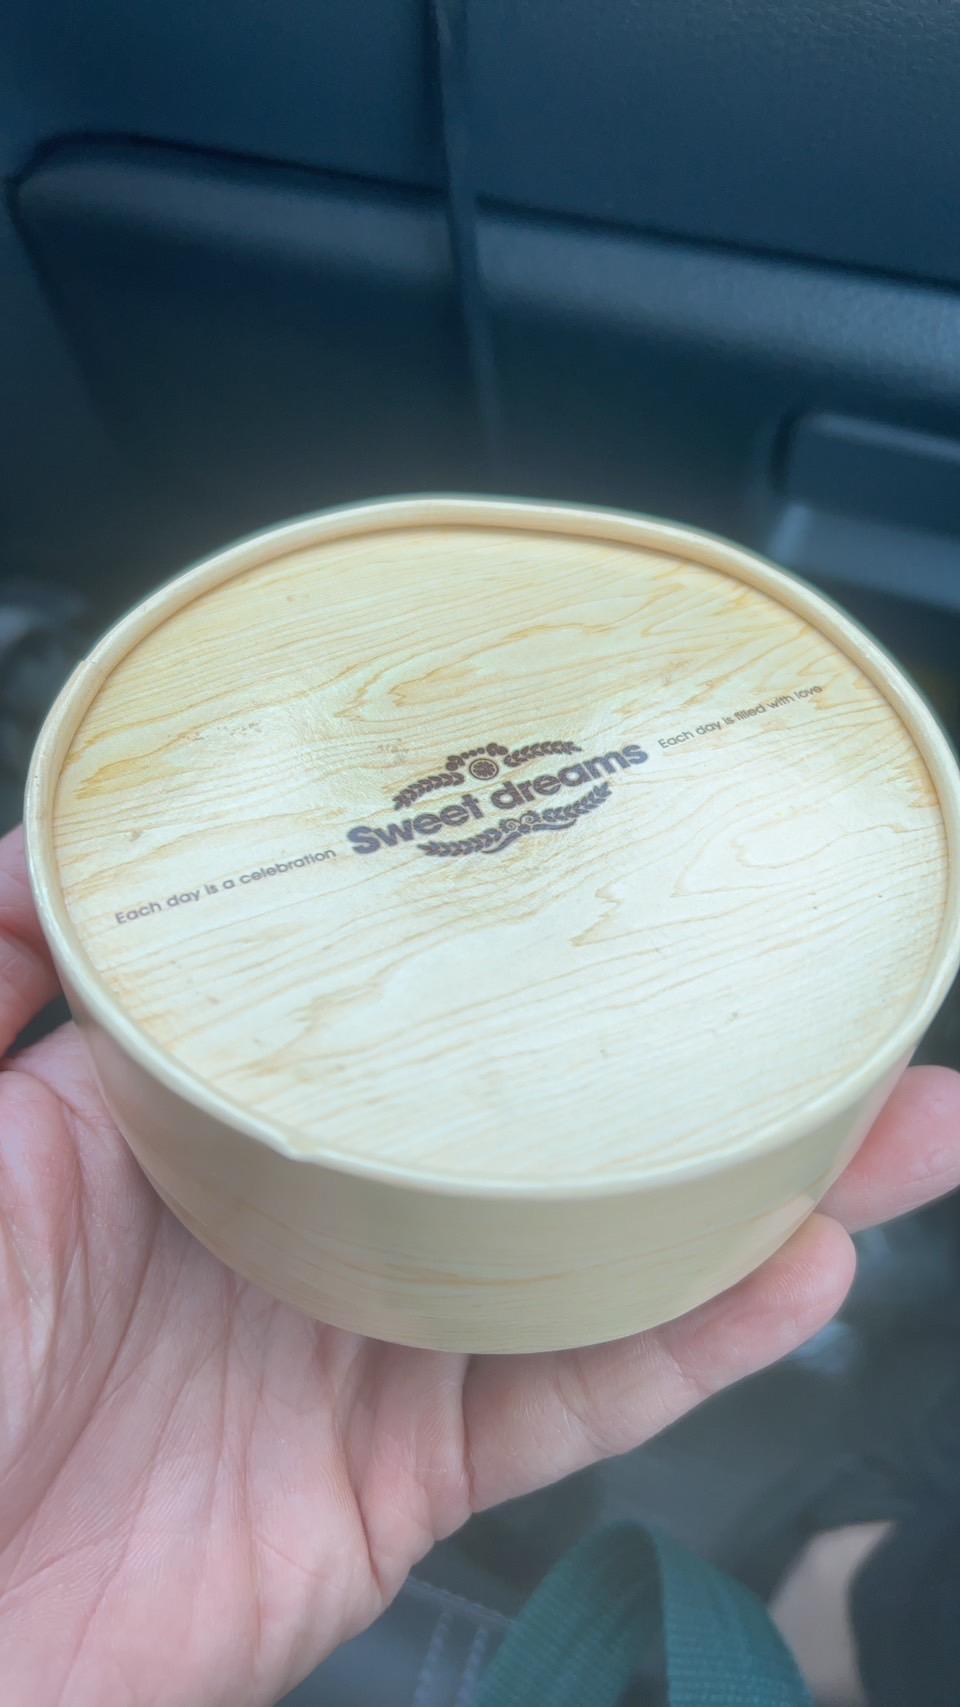 Each day is a celebration
Sweet dreams
Each day is filled with love